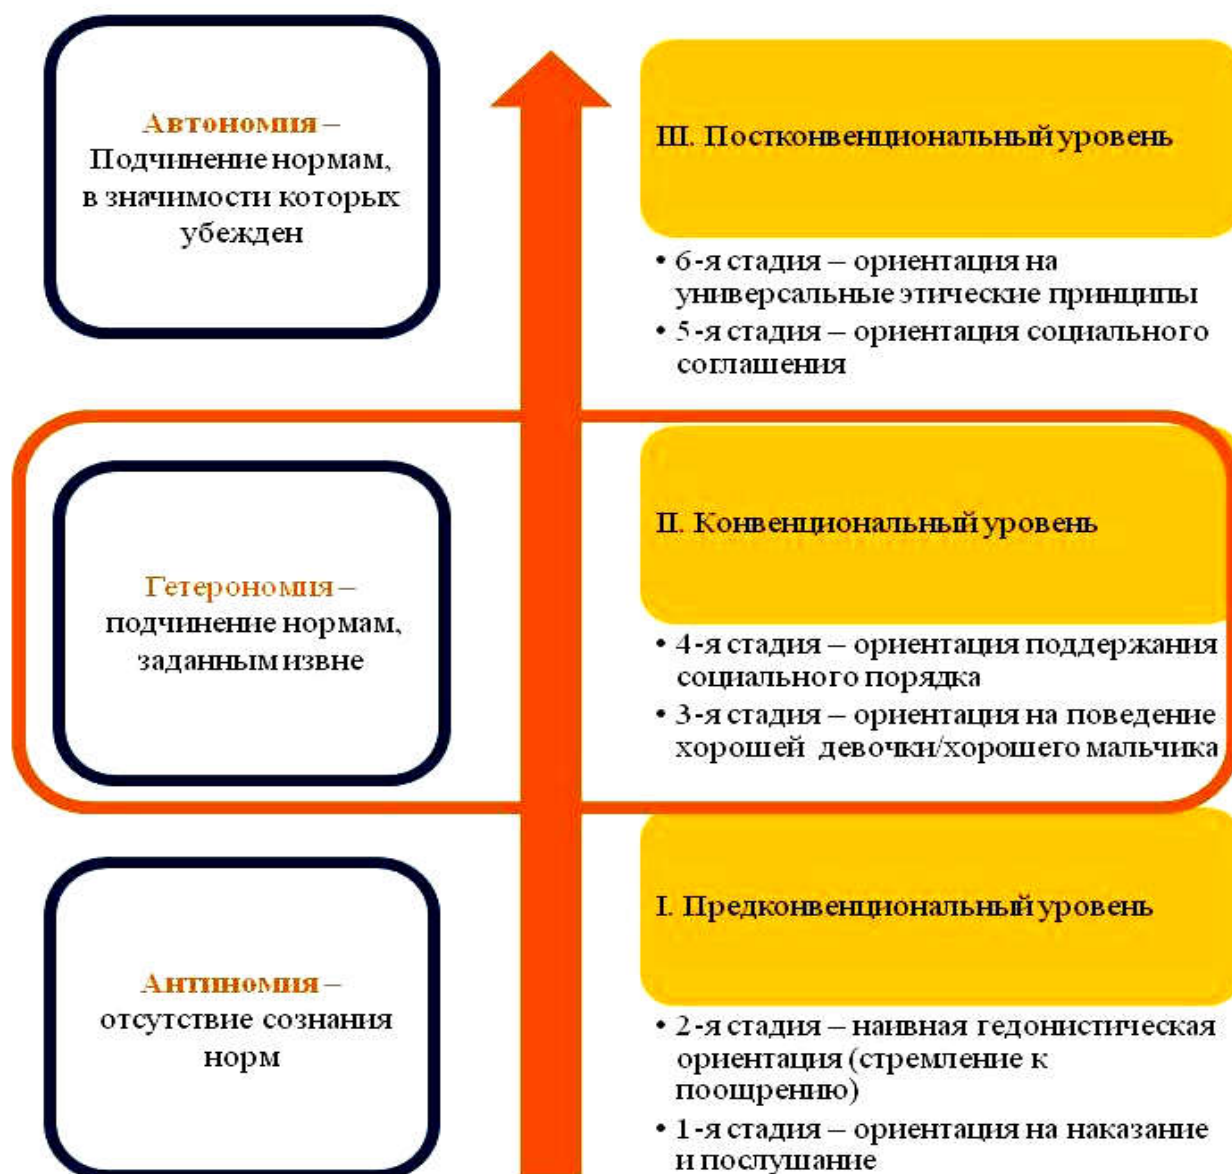 Автономия –
Подчинение нормам,
в значимости которых
убежден
III. Постконвенциональный уровень
• 6-я стадия – ориентация на
универсальные этические принципы
• 5-я стадия – ориентация социального
соглашения
Гетерономия –
подчинение нормам,
заданным извне
II. Конвенциональный уровень
• 4-я стадия – ориентация поддержания
социального порядка
• 3-я стадия – ориентация на поведение
хорошей девочки/хорошего мальчика
Антиномия –
отсутствие сознания
норм
I. Предконвенциональный уровень
• 2-я стадия – наивная гедонистическая
ориентация (стремление к
поощрению)
• 1-я стадия – ориентация на наказание
и послушание